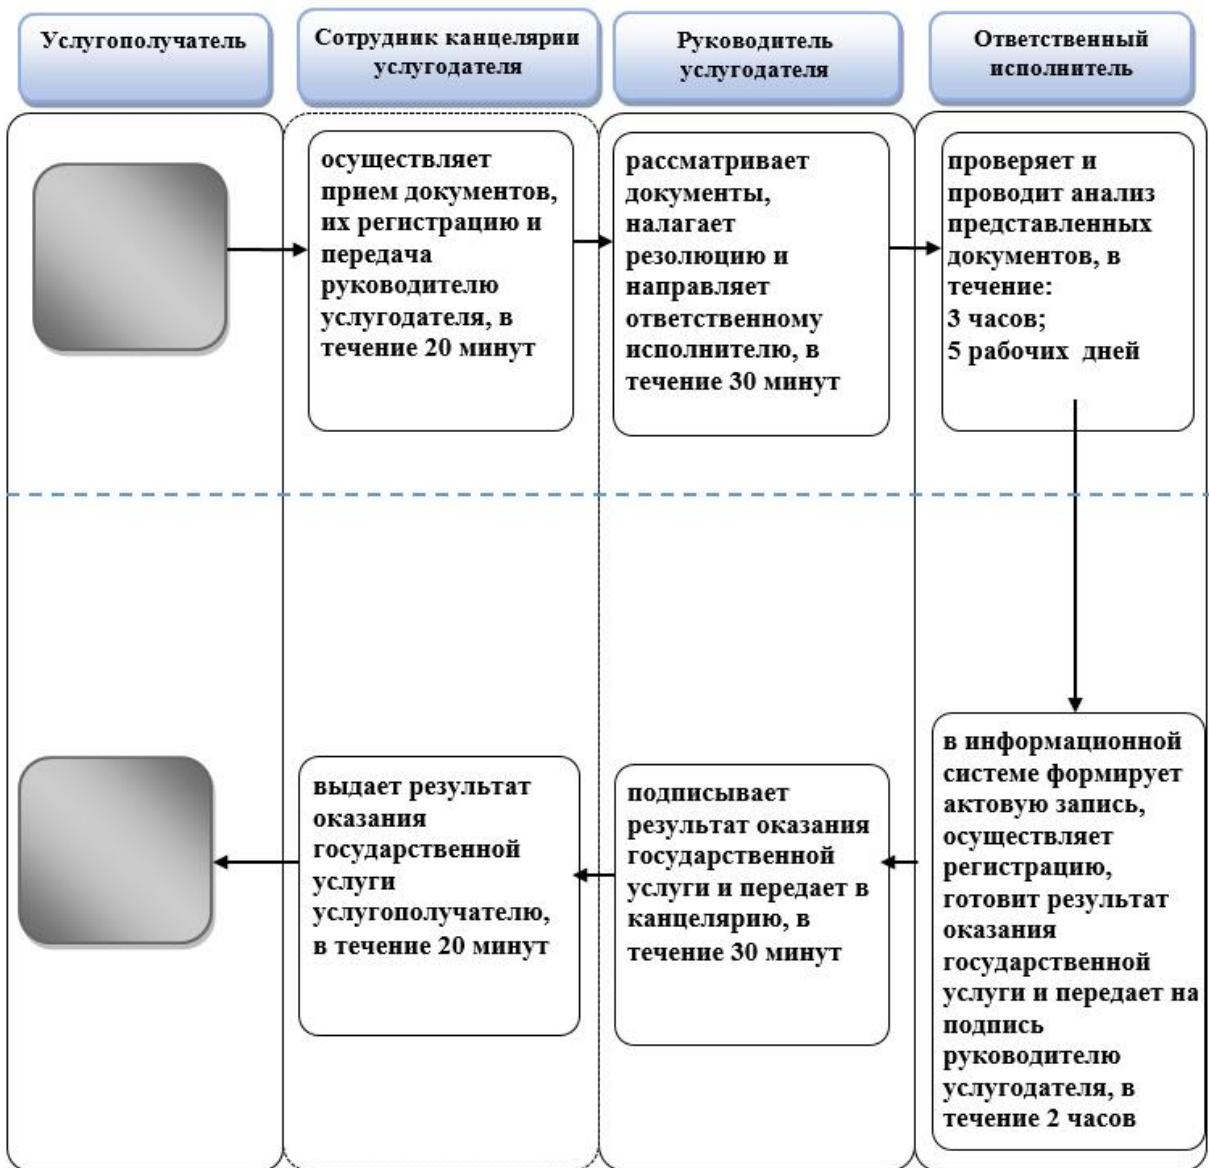 Услугополучатель
Сотрудник канцелярии
услугодателя
Руководитель
услугодателя
Ответственный
исполнитель
осуществляет
прием документов,
их регистрацию и
передача
руководителю
услугодателя, в
течение 20 минут
рассматривает
документы,
налагает
резолюцию и
направляет
ответственному
исполнителю, в
течение 30 минут
проверяет и
проводит анализ
представленных
документов, в
течение:
3 часов;
5 рабочих дней
выдает результат
оказания
государственной
услуги
услугополучателю,
в течение 20 минут
подписывает
результат оказания
государственной
услуги и передает в
канцелярию, в
течение 30 минут
в информационной
системе формирует
актовую запись,
осуществляет
регистрацию,
готовит результат
оказания
государственной
услуги и передает на
подпись
руководителю
услугодателя, в
течение 2 часов